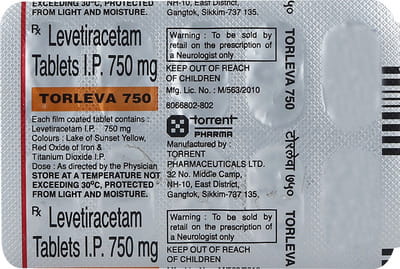 EXCEEDING 30°C, PROTECTED
FROM LIGHT AND MOISTURE.
Rx Levetiracetam
Tablets I.P. 750 mg
TORLEVA 750
Each film coated tablet contains :
Levetiracetam I.P. 750 mg
Colours : Lake of Sunset Yellow,
Red Oxide of Iron &
Titanium Dioxide I.P.
Dose : As directed by the Physician
STORE AT A TEMPERATURE NOT
EXCEEDING 30°C, PROTECTED
FROM LIGHT AND MOISTURE.
Rx Levetiracetam
Tablets I.P. 750 mg
NH-10, East District,
Gangtok, Sikkim-737 135.
Warning : To be sold by
retail on the prescription of
a Neurologist only.
KEEP OUT OF REACH
OF CHILDREN
Mfg. Lic. No. : M/563/2010
8066802-802
torrent
PHARMA
Manufactured by :
TORRENT
PHARMACEUTICALS LTD.
32 No. Middle Camp,
NH-10, East District,
Gangtok, Sikkim-737 135.
Warning : To be sold by
retail on the prescription of
a Neurologist only.
KEEP OUT OF REACH
OF CHILDREN
TORLEVA 750
टोरलेवा ७५०
TORLEVA